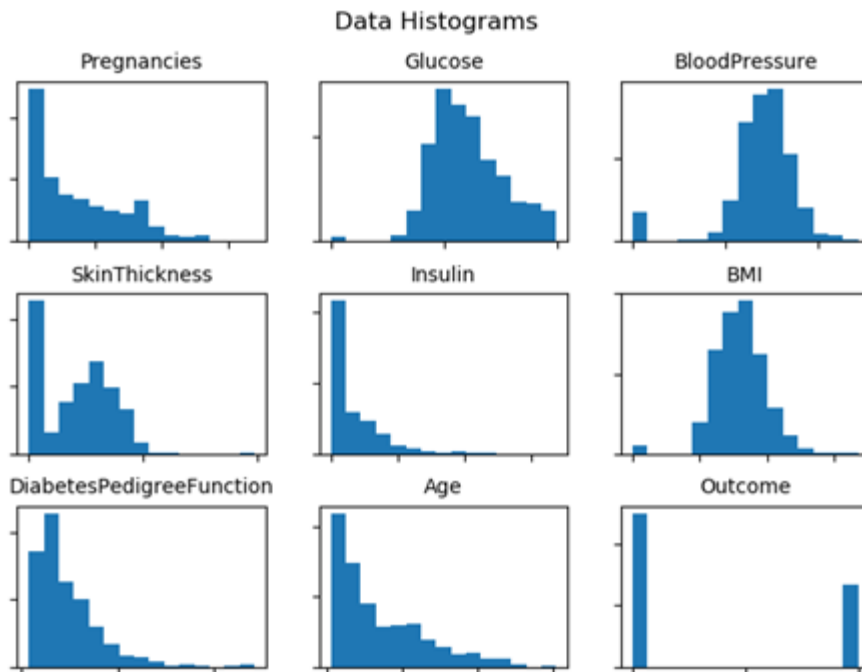 Data Histograms
Pregnancies
Glucose
BloodPressure
SkinThickness
Insulin
BMI
DiabetesPedigreeFunction
Age
Outcome